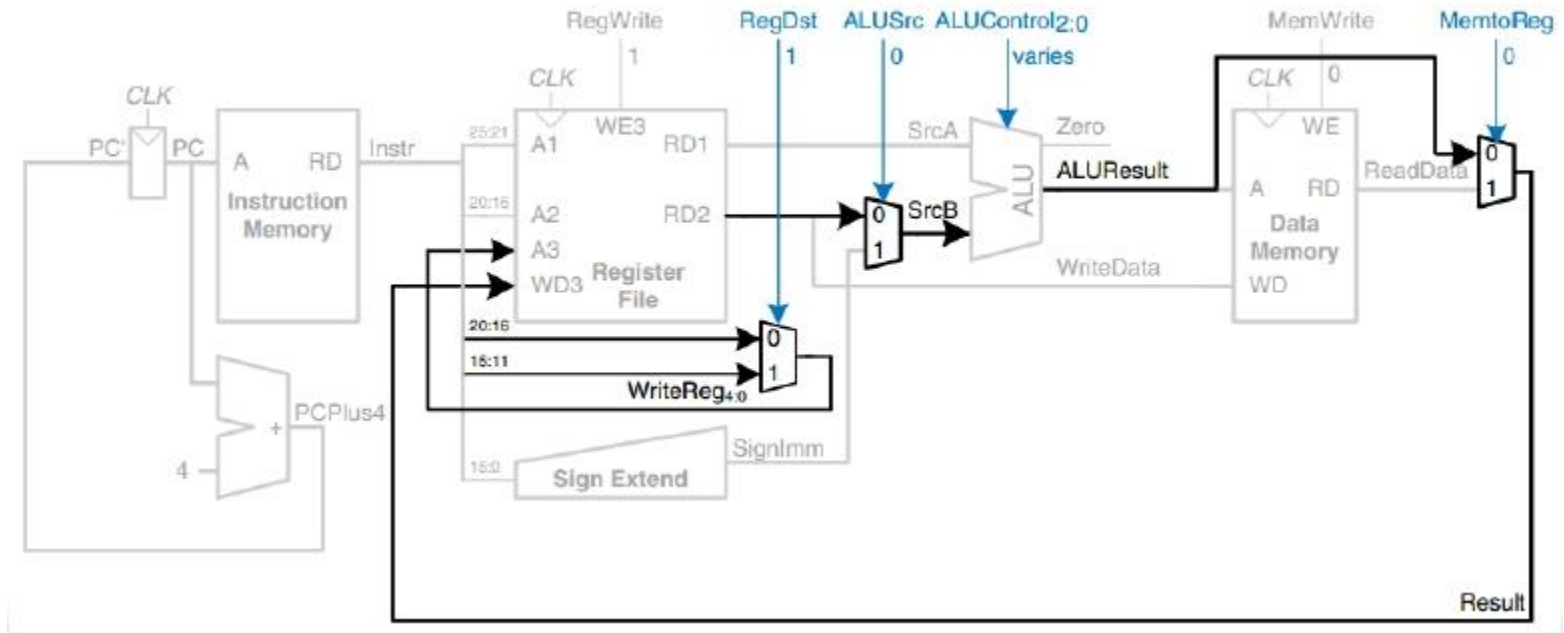 RegWrite RegDst ALUSrc ALUControl2:0 MemWrite MemtoReg
1 1 0 varies 0 0
CLK CLK CLK
PC' PC A RD Instr
Instruction
Memory
25:21 A1 WE3 RD1 SrcA Zero
20:16 A2 RD2 0 SrcB ALU ALUResult A RD ReadData 0
A3 1 WE 1
WD3 Register
File
Data
Memory
WriteData WD
20:16 0
15:11 1
WriteReg4:0
PCPlus4
+
4
SignImm
15:0 Sign Extend
Result